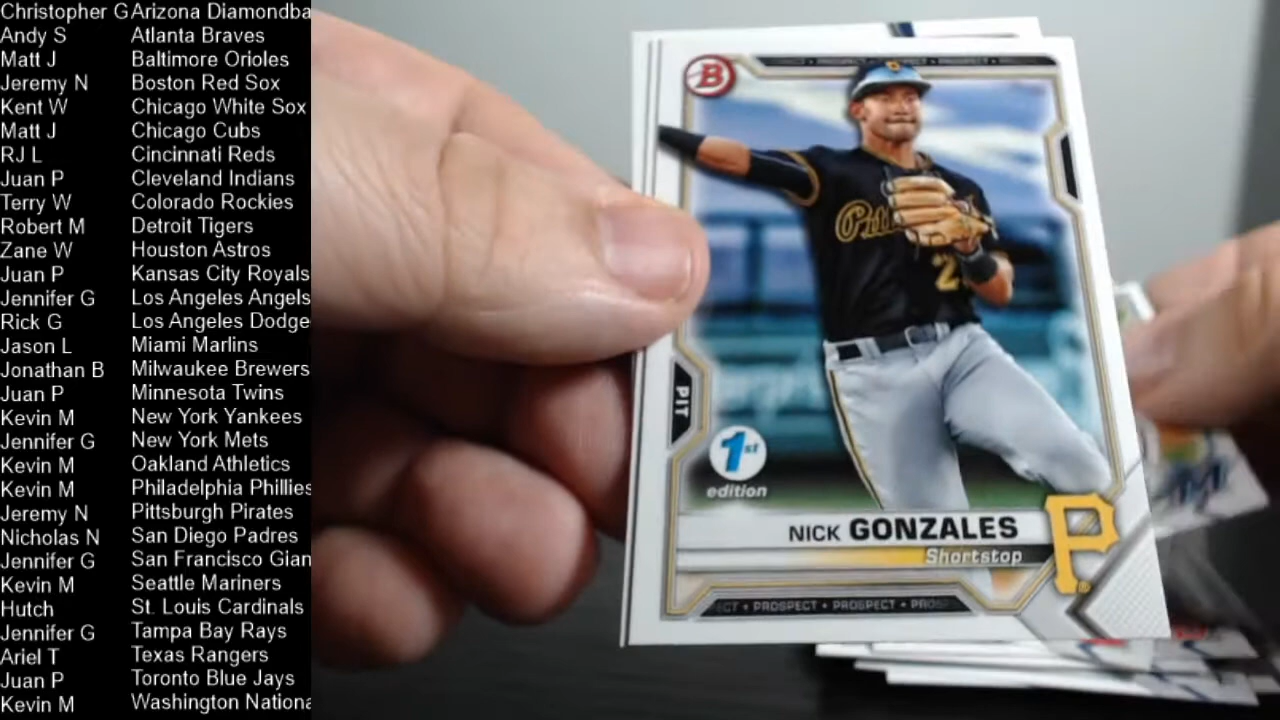 Christopher G Arizona Diamondba
Andy S Atlanta Braves
Matt J Baltimore Orioles
Jeremy N Boston Red Sox
Kent W Chicago White Sox
Matt J Chicago Cubs
RJ L Cincinnati Reds
Juan P Cleveland Indians
Terry W Colorado Rockies
Robert M Detroit Tigers
Zane W Houston Astros
Juan P Kansas City Royals
Jennifer G Los Angeles Angels
Rick G Los Angeles Dodge
Jason L Miami Marlins
Jonathan B Milwaukee Brewers
Juan P Minnesota Twins
Kevin M New York Yankees
Jennifer G New York Mets
Kevin M Oakland Athletics
Kevin M Philadelphia Phillies
Jeremy N Pittsburgh Pirates
Nicholas N San Diego Padres
Jennifer G San Francisco Gian
Kevin M Seattle Mariners
Hutch St. Louis Cardinals
Jennifer G Tampa Bay Rays
Ariel T Texas Rangers
Juan P Toronto Blue Jays
Kevin M Washington Nationa
B
PROSPECT • PROSPECT
PIT
1st
edition
NICK GONZALES
Shortstop
P
ECT • PROSPECT • PROSPECT • PROS